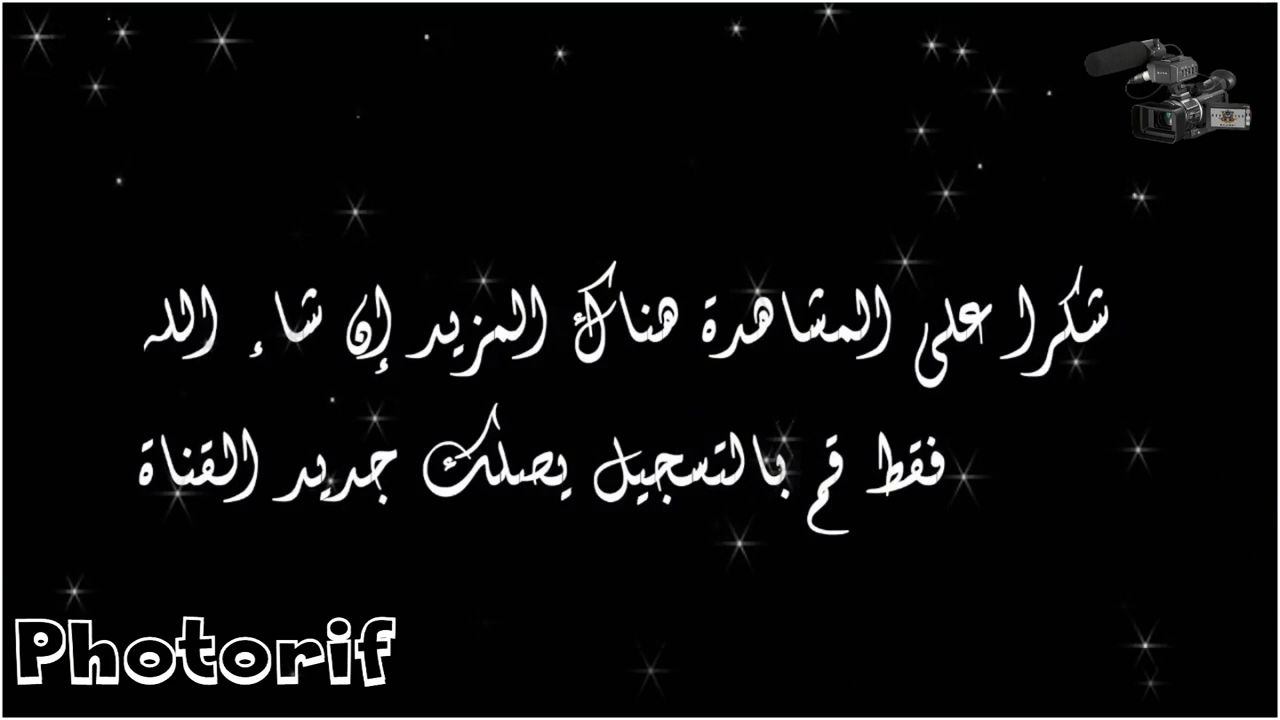 شكرا على المشاهدة هناك المزيد إن شاء الله
فقط قم بالتسجيل يصلك جديد القناة
Photorif